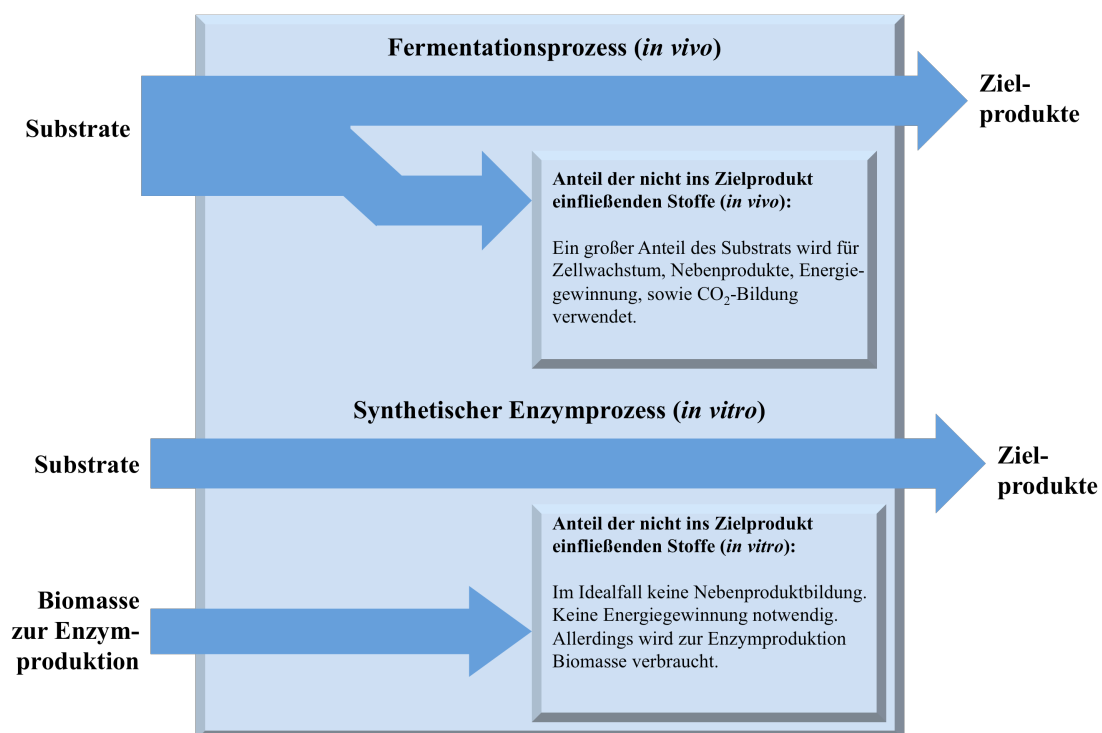 Fermentationsprozess (in vivo)
Substrate
Ziel-
produkte
Anteil der nicht ins Zielprodukt
einfließenden Stoffe (in vivo):
Ein großer Anteil des Substrats wird für
Zellwachstum, Nebenprodukte, Energie-
gewinnung, sowie CO₂-Bildung
verwendet.
Synthetischer Enzymprozess (in vitro)
Substrate
Ziel-
produkte
Biomasse
zur Enzym-
produktion
Anteil der nicht ins Zielprodukt
einfließenden Stoffe (in vitro):
Im Idealfall keine Nebenproduktbildung.
Keine Energiegewinnung notwendig.
Allerdings wird zur Enzymproduktion
Biomasse verbraucht.